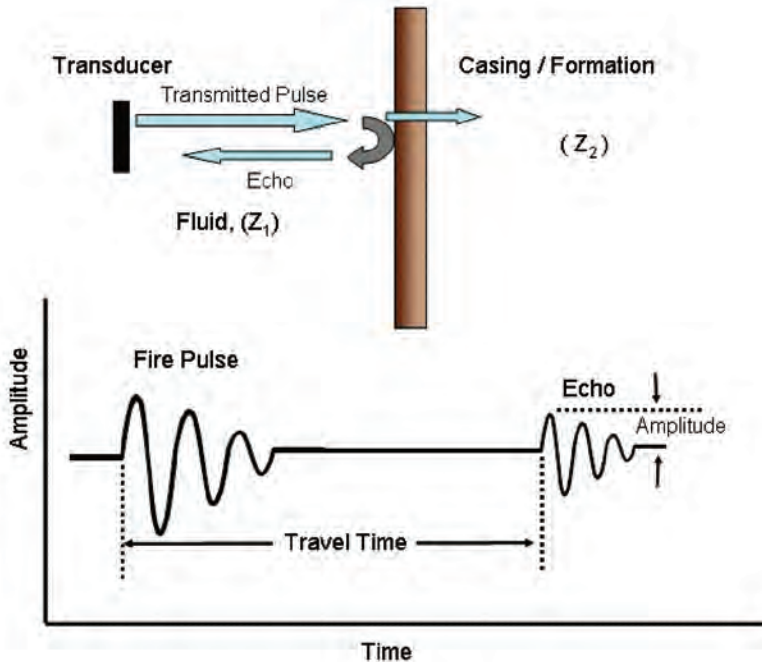 Transducer
Casing / Formation
Transmitted Pulse
(Z₂)
Echo
Fluid, (Z₁)
Fire Pulse
Echo
Amplitude
Amplitude
Travel Time
Time